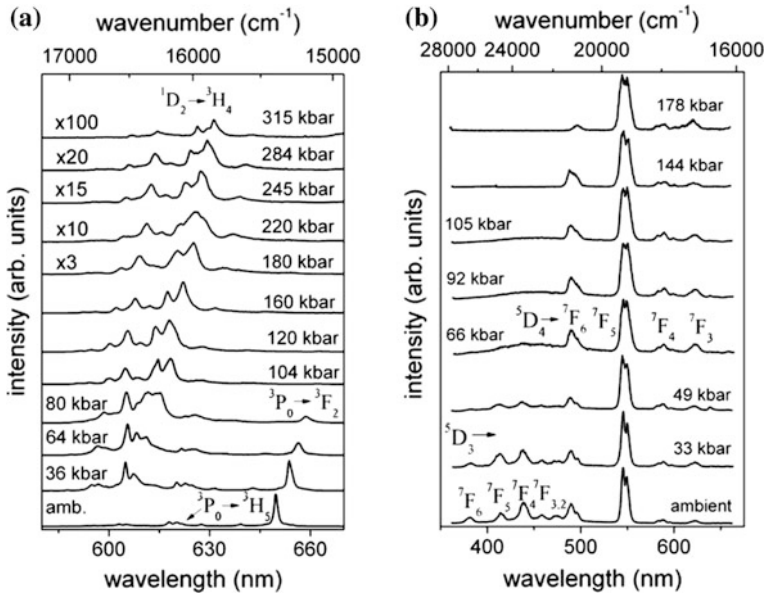 (a)
wavenumber (cm⁻¹)
17000 16000 15000
¹D₂→³H₄
x100 315 kbar
x20 284 kbar
x15 245 kbar
x10 220 kbar
x3 180 kbar
160 kbar
120 kbar
104 kbar
80 kbar ³P₀→³F₂
64 kbar
36 kbar
amb. ³P₀→³H₅
600 630 660
wavelength (nm)
intensity (arb. units)
(b)
wavenumber (cm⁻¹)
28000 24000 20000 16000
178 kbar
144 kbar
105 kbar
92 kbar
⁵D₄→⁷F₆ ⁷F₅ ⁷F₄ ⁷F₃
66 kbar
49 kbar
⁵D₃→ 33 kbar
⁷F₆ ⁷F₅ ⁷F₄ ⁷F₃.₂ ambient
400 500 600
wavelength (nm)
intensity (arb. units)